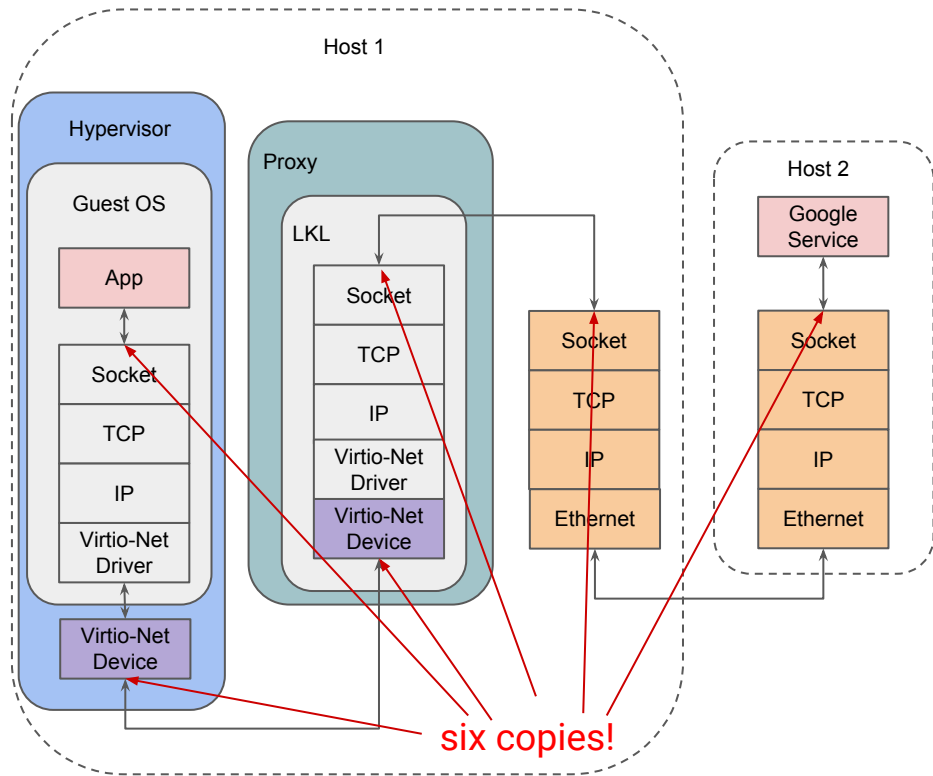 Host 1
Hypervisor
Guest OS
App
Socket
TCP
IP
Virtio-Net
Driver
Virtio-Net
Device
Proxy
LKL
Socket
TCP
IP
Virtio-Net
Driver
Virtio-Net
Device
Socket
TCP
IP
Ethernet
Host 2
Google
Service
Socket
TCP
IP
Ethernet
six copies!